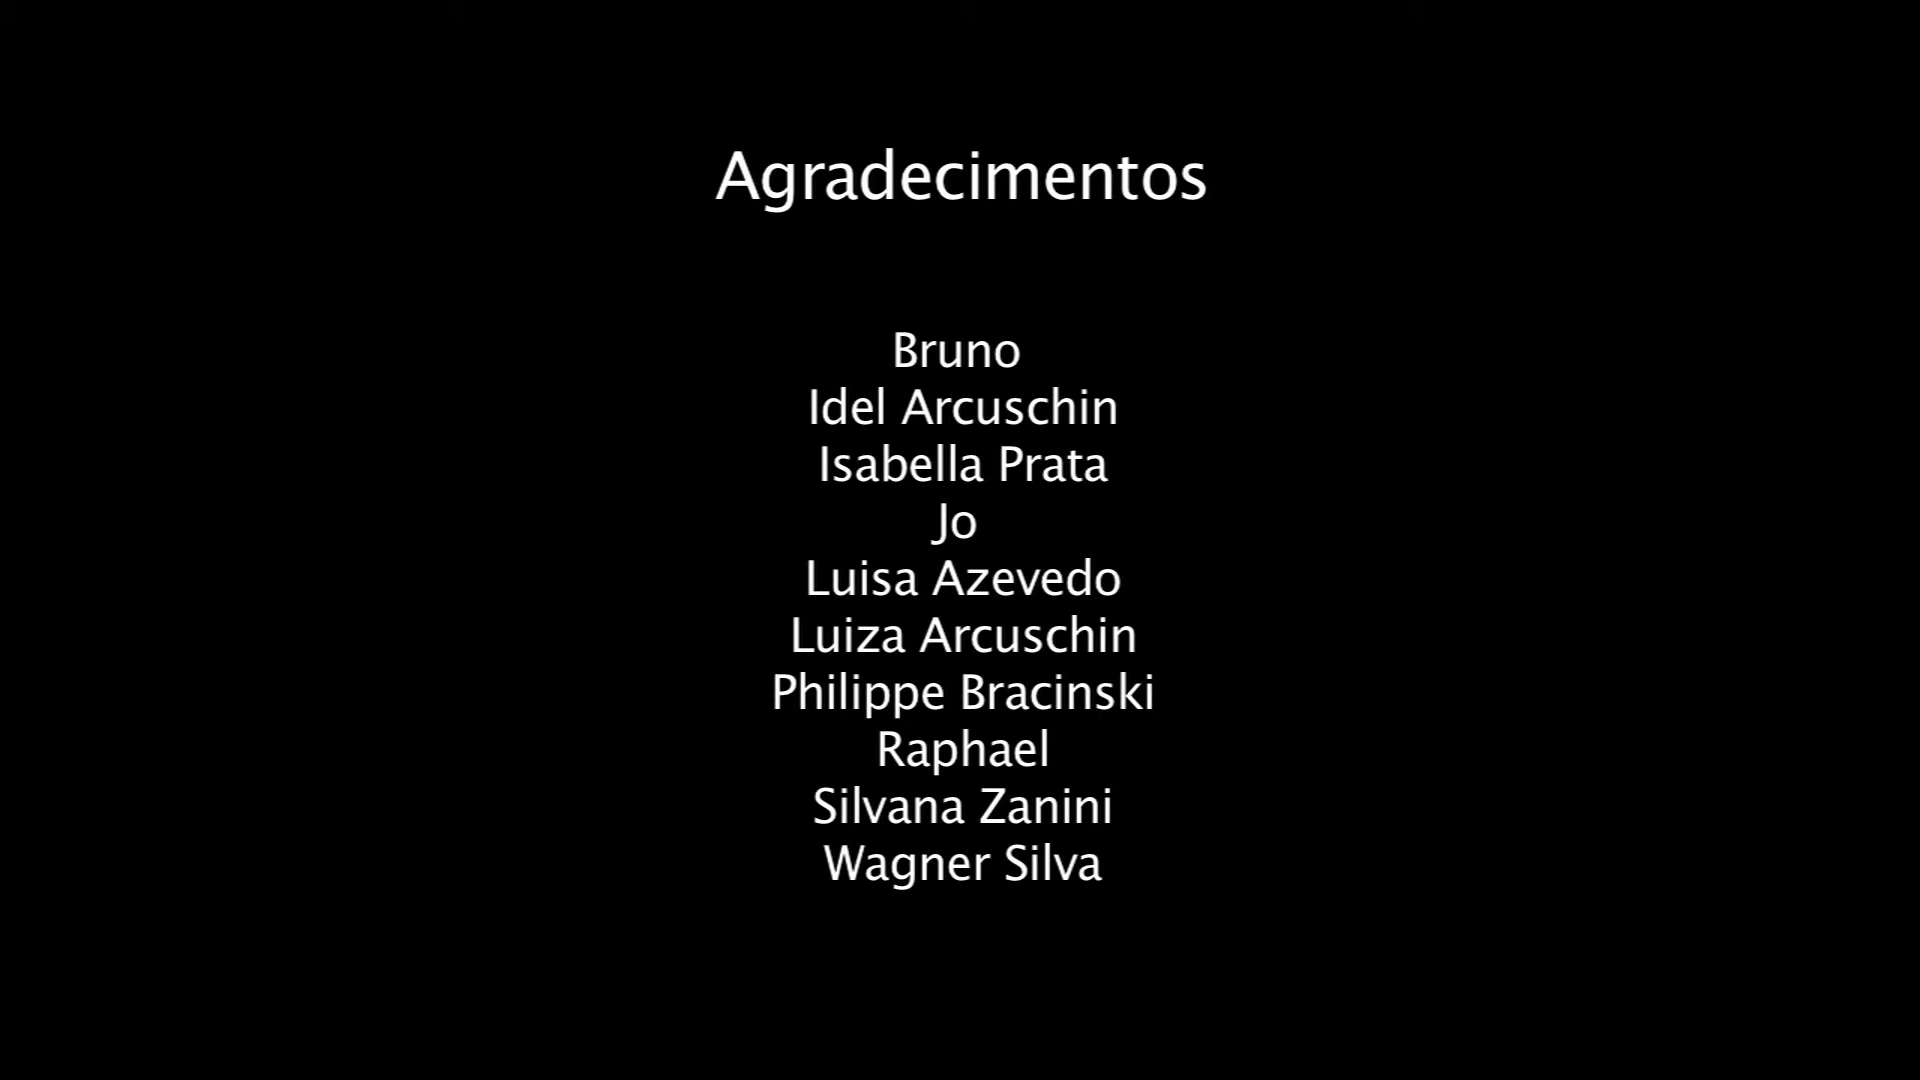 Agradecimentos
Bruno
Idel Arcuschin
Isabella Prata
Jo
Luisa Azevedo
Luiza Arcuschin
Philippe Bracinski
Raphael
Silvana Zanini
Wagner Silva